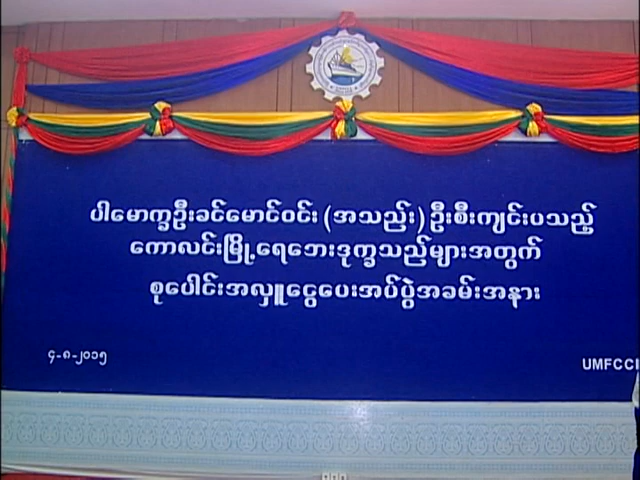 ပါမောက္ခဦးခင်မောင်ဝင်း (အသည်း) ဦးစီးကျင်းပသည့်
ကောလင်းမြို့ရေဘေးဒုက္ခသည်များအတွက်
စုပေါင်းအလှူငွေပေးအပ်ပွဲအခမ်းအနား
၄-၈-၂၀၁၅
UMFCCI